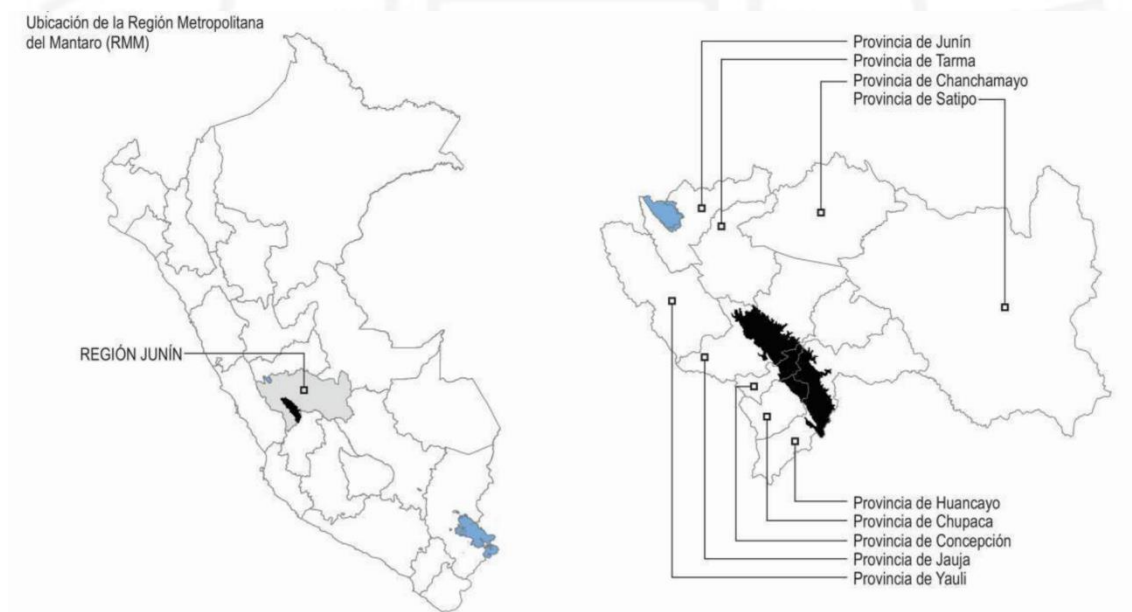 Ubicación de la Región Metropolitana
del Mantaro (RMM)
REGIÓN JUNÍN
Provincia de Junín
Provincia de Tarma
Provincia de Chanchamayo
Provincia de Satipo
Provincia de Huancayo
Provincia de Chupaca
Provincia de Concepción
Provincia de Jauja
Provincia de Yauli